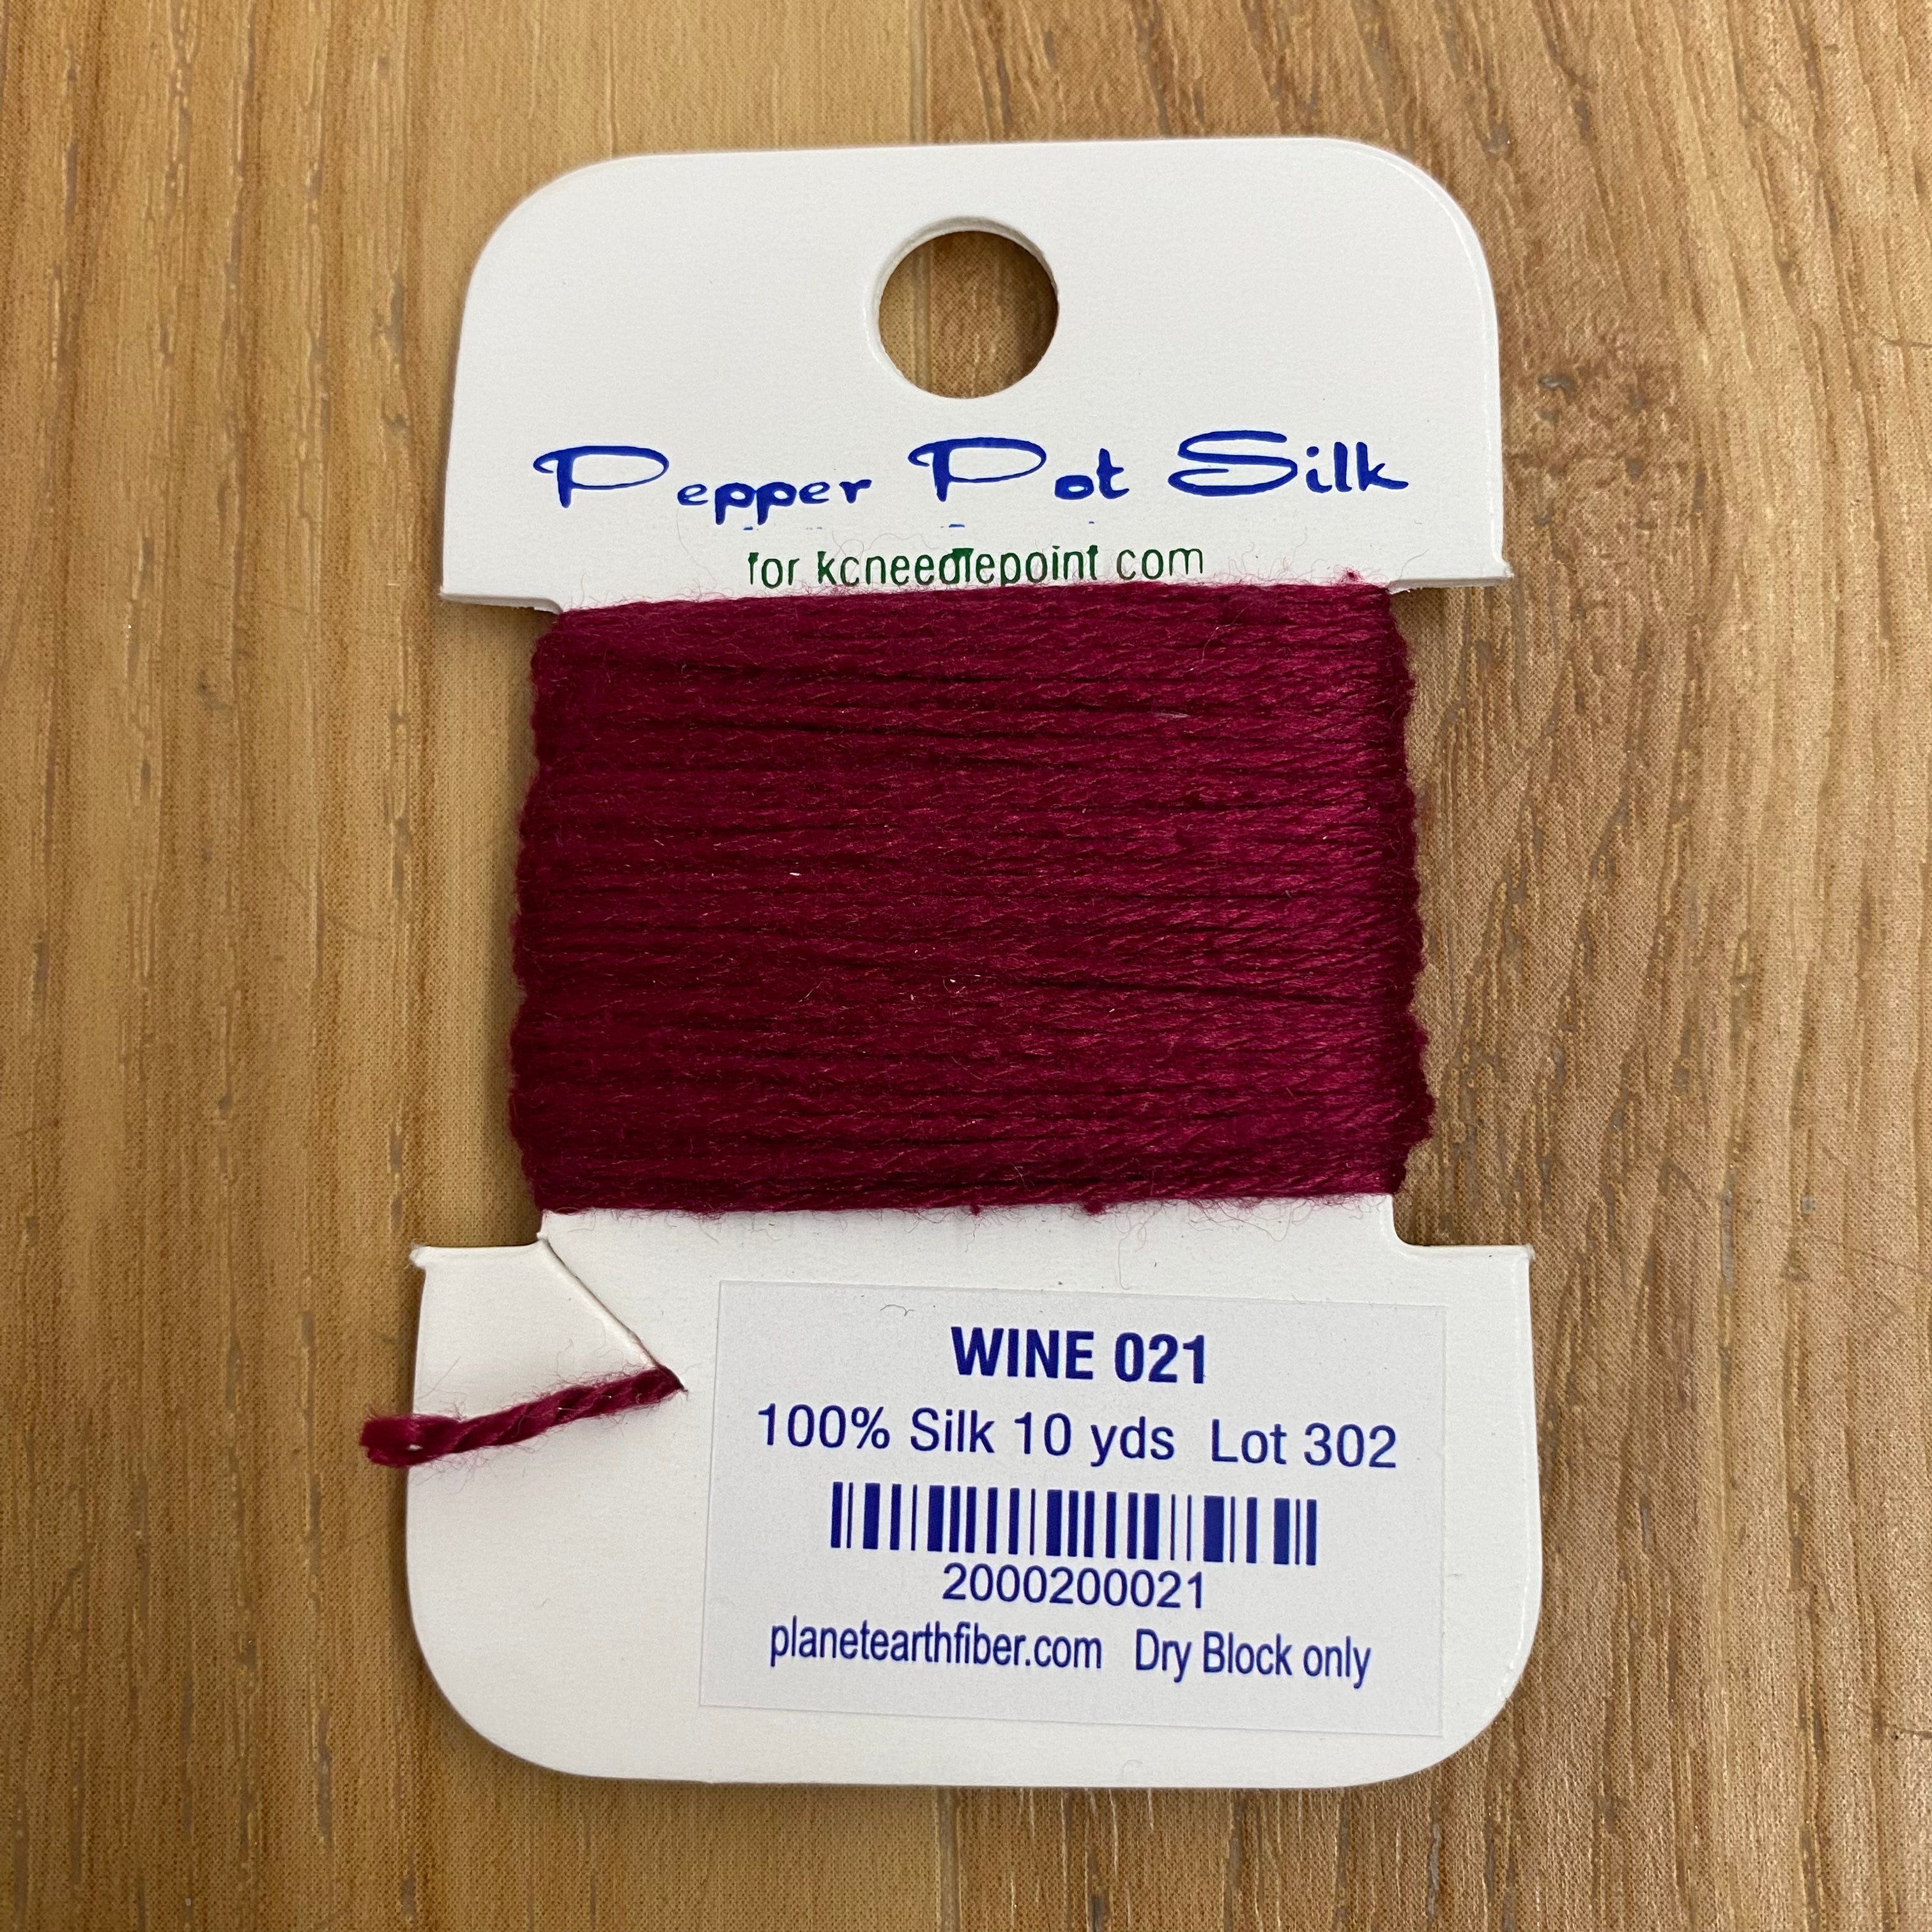 Pepper Pot Silk
for kcneedlepoint.com
WINE 021
100% Silk 10 yds Lot 302
2000200021
planetearthfiber.com Dry Block only